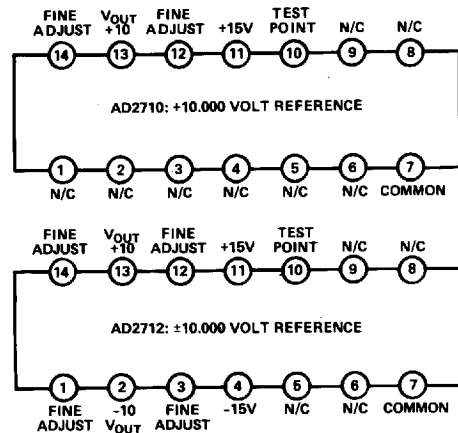 FINE ADJUST VOUT +10 FINE ADJUST +15V TEST POINT N/C N/C
14 13 12 11 10 9 8
AD2710: +10.000 VOLT REFERENCE
1 2 3 4 5 6 7
N/C N/C N/C N/C N/C N/C COMMON
FINE ADJUST VOUT +10 FINE ADJUST +15V TEST POINT N/C N/C
14 13 12 11 10 9 8
AD2712: ±10.000 VOLT REFERENCE
1 2 3 4 5 6 7
FINE ADJUST -10 VOUT FINE ADJUST -15V N/C N/C COMMON